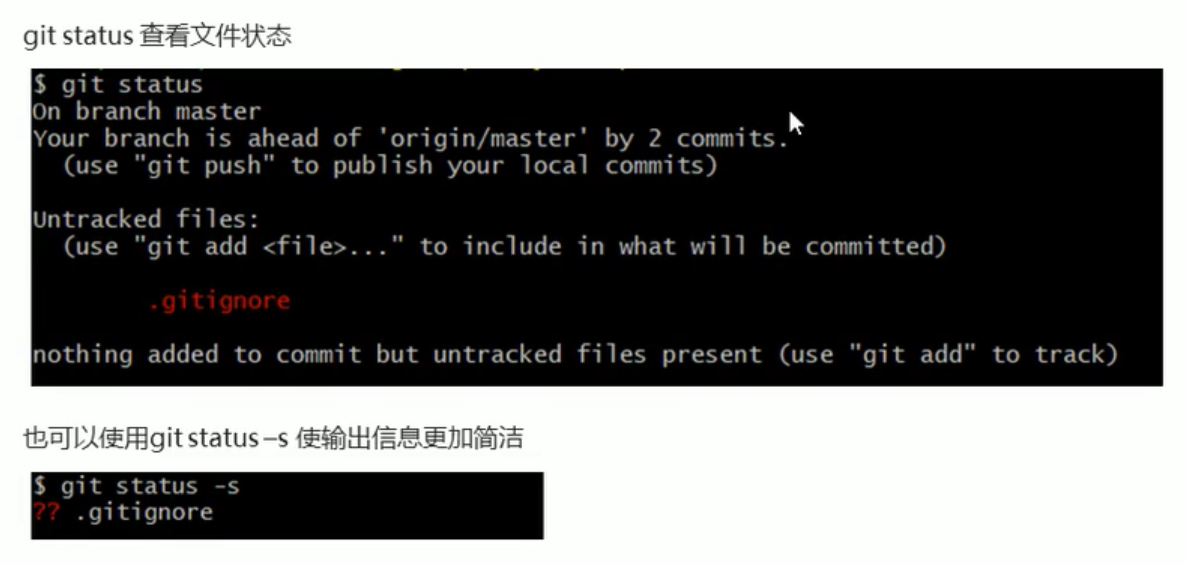 git status 查看文件状态
$ git status
On branch master
Your branch is ahead of 'origin/master' by 2 commits.
  (use "git push" to publish your local commits)
Untracked files:
  (use "git add <file>..." to include in what will be committed)
        .gitignore
nothing added to commit but untracked files present (use "git add" to track)
也可以使用git status –s 使输出信息更加简洁
$ git status -s
?? .gitignore